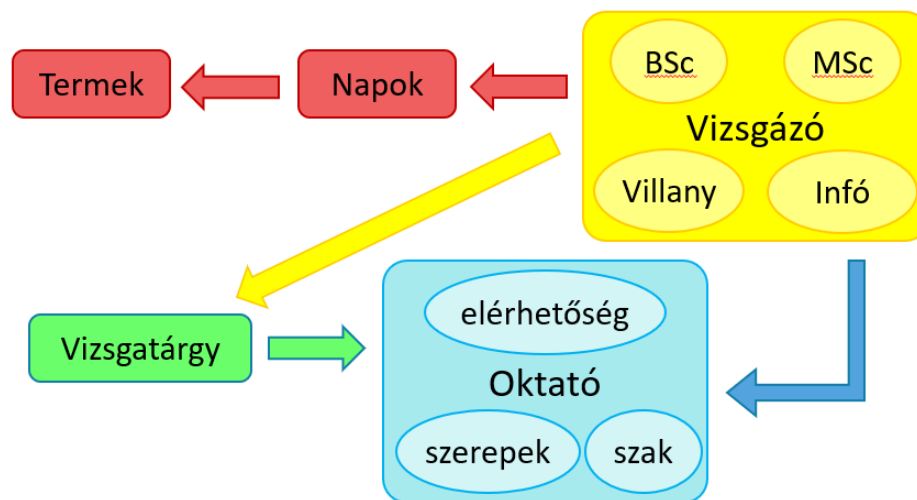 BSc
MSc
Termek
Napok
Vizsgázó
Villany
Infó
elérhetőség
Vizsgatárgy
Oktató
szerepek
szak